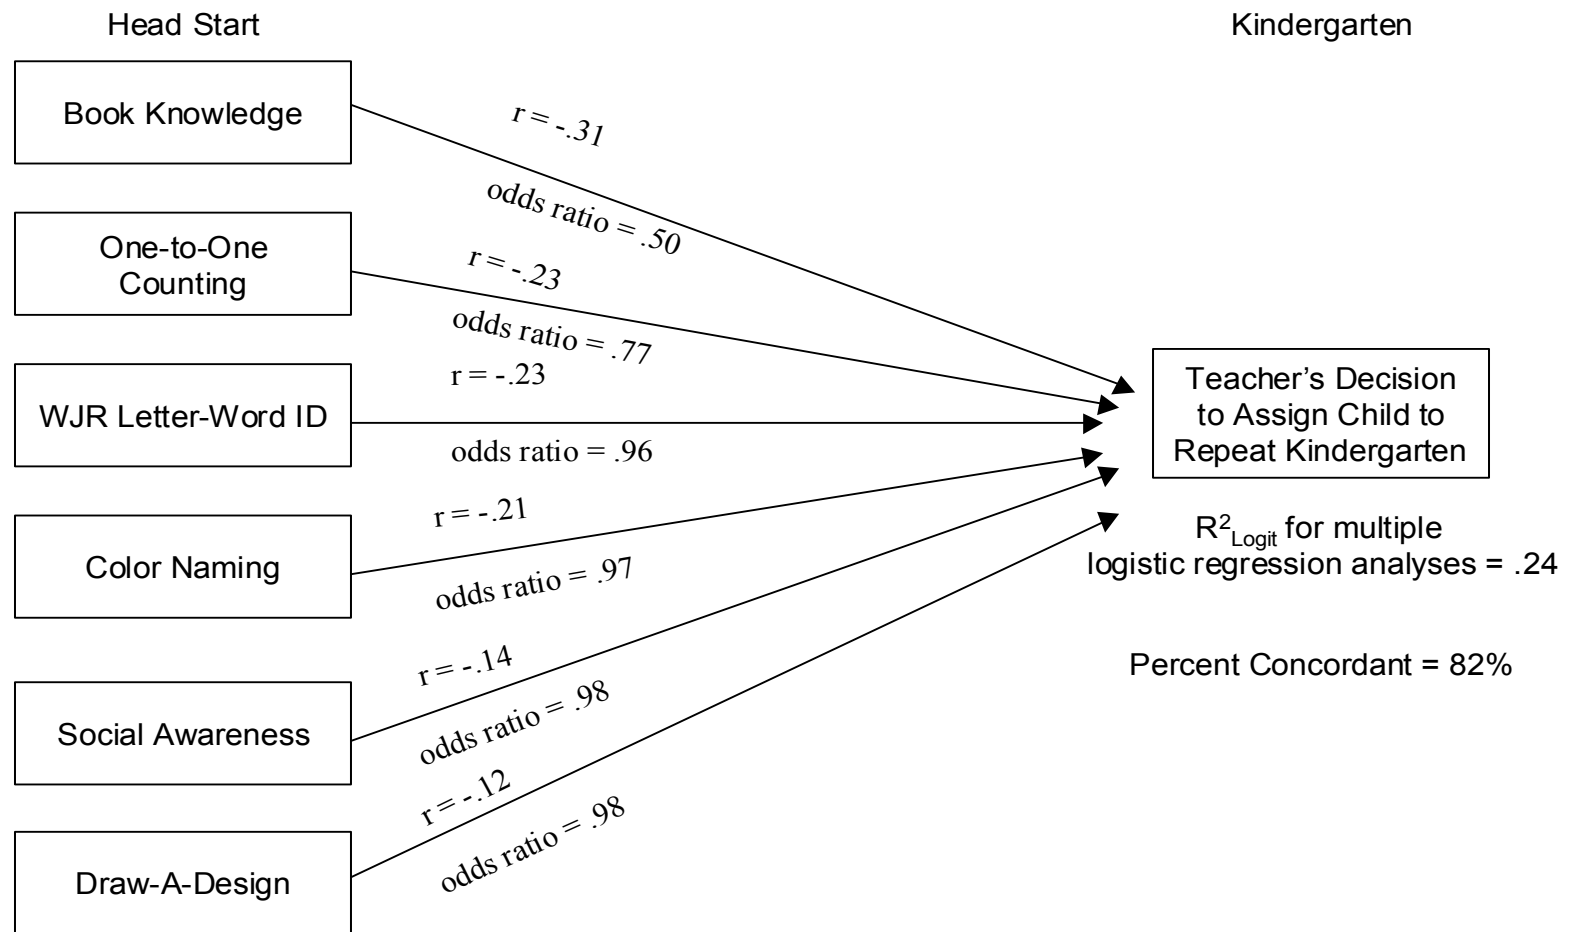 Head Start
Kindergarten
Book Knowledge
r = -.31
odds ratio = .50
One-to-One
Counting
r = -.23
odds ratio = .77
WJR Letter-Word ID
r = -.23
odds ratio = .96
Color Naming
r = -.21
odds ratio = .97
Social Awareness
r = -.14
odds ratio = .98
Draw-A-Design
r = -.12
odds ratio = .98
Teacher’s Decision
to Assign Child to
Repeat Kindergarten
R²Logit for multiple
logistic regression analyses = .24
Percent Concordant = 82%